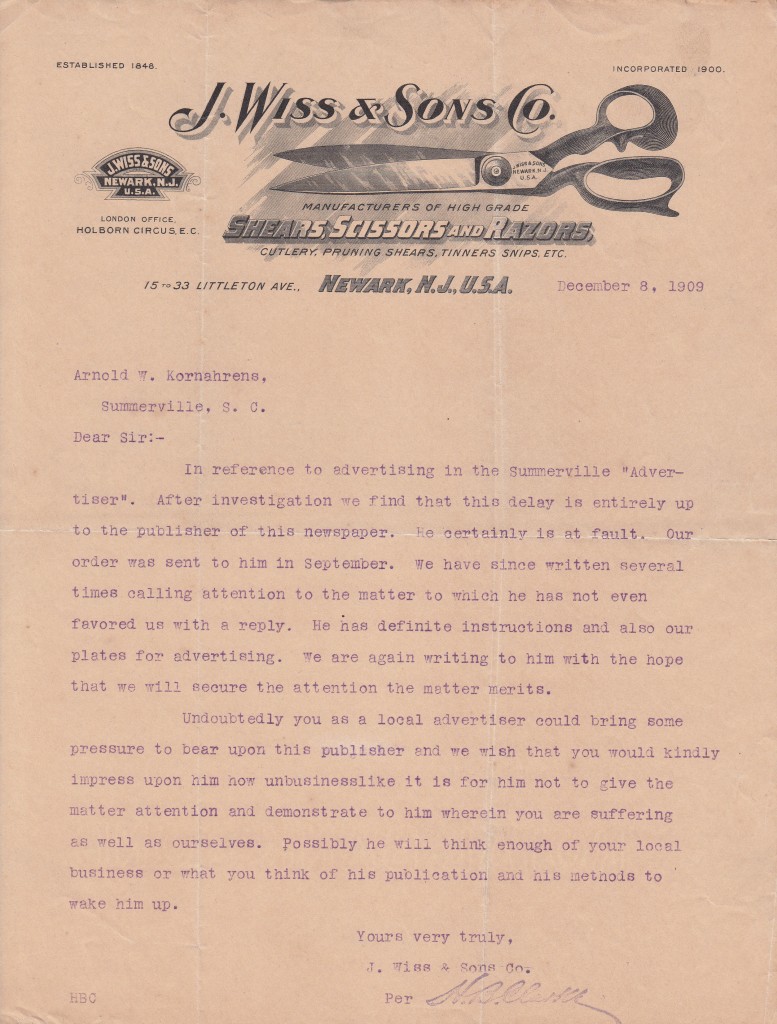 ESTABLISHED 1848.
INCORPORATED 1900.
J. WISS & SONS CO.
J. WISS & SONS
NEWARK, N.J.
U.S.A.
J. WISS & SONS
NEWARK, N.J.
U.S.A.
LONDON OFFICE,
HOLBORN CIRCUS, E.C.
MANUFACTURERS OF HIGH GRADE
SHEARS, SCISSORS AND RAZORS,
CUTLERY, PRUNING SHEARS, TINNERS SNIPS, ETC.
15 TO 33 LITTLETON AVE., NEWARK, N.J., U.S.A. December 8, 1909
Arnold W. Kornahrens,
Summerville, S. C.
Dear Sir:-
In reference to advertising in the Summerville "Adver-
tiser". After investigation we find that this delay is entirely up
to the publisher of this newspaper. He certainly is at fault. Our
order was sent to him in September. We have since written several
times calling attention to the matter to which he has not even
favored us with a reply. He has definite instructions and also our
plates for advertising. We are again writing to him with the hope
that we will secure the attention the matter merits.
Undoubtedly you as a local advertiser could bring some
pressure to bear upon this publisher and we wish that you would kindly
impress upon him how unbusinesslike it is for him not to give the
matter attention and demonstrate to him wherein you are suffering
as well as ourselves. Possibly he will think enough of your local
business or what you think of his publication and his methods to
wake him up.
Yours very truly,
J. Wiss & Sons Co.
HBC Per